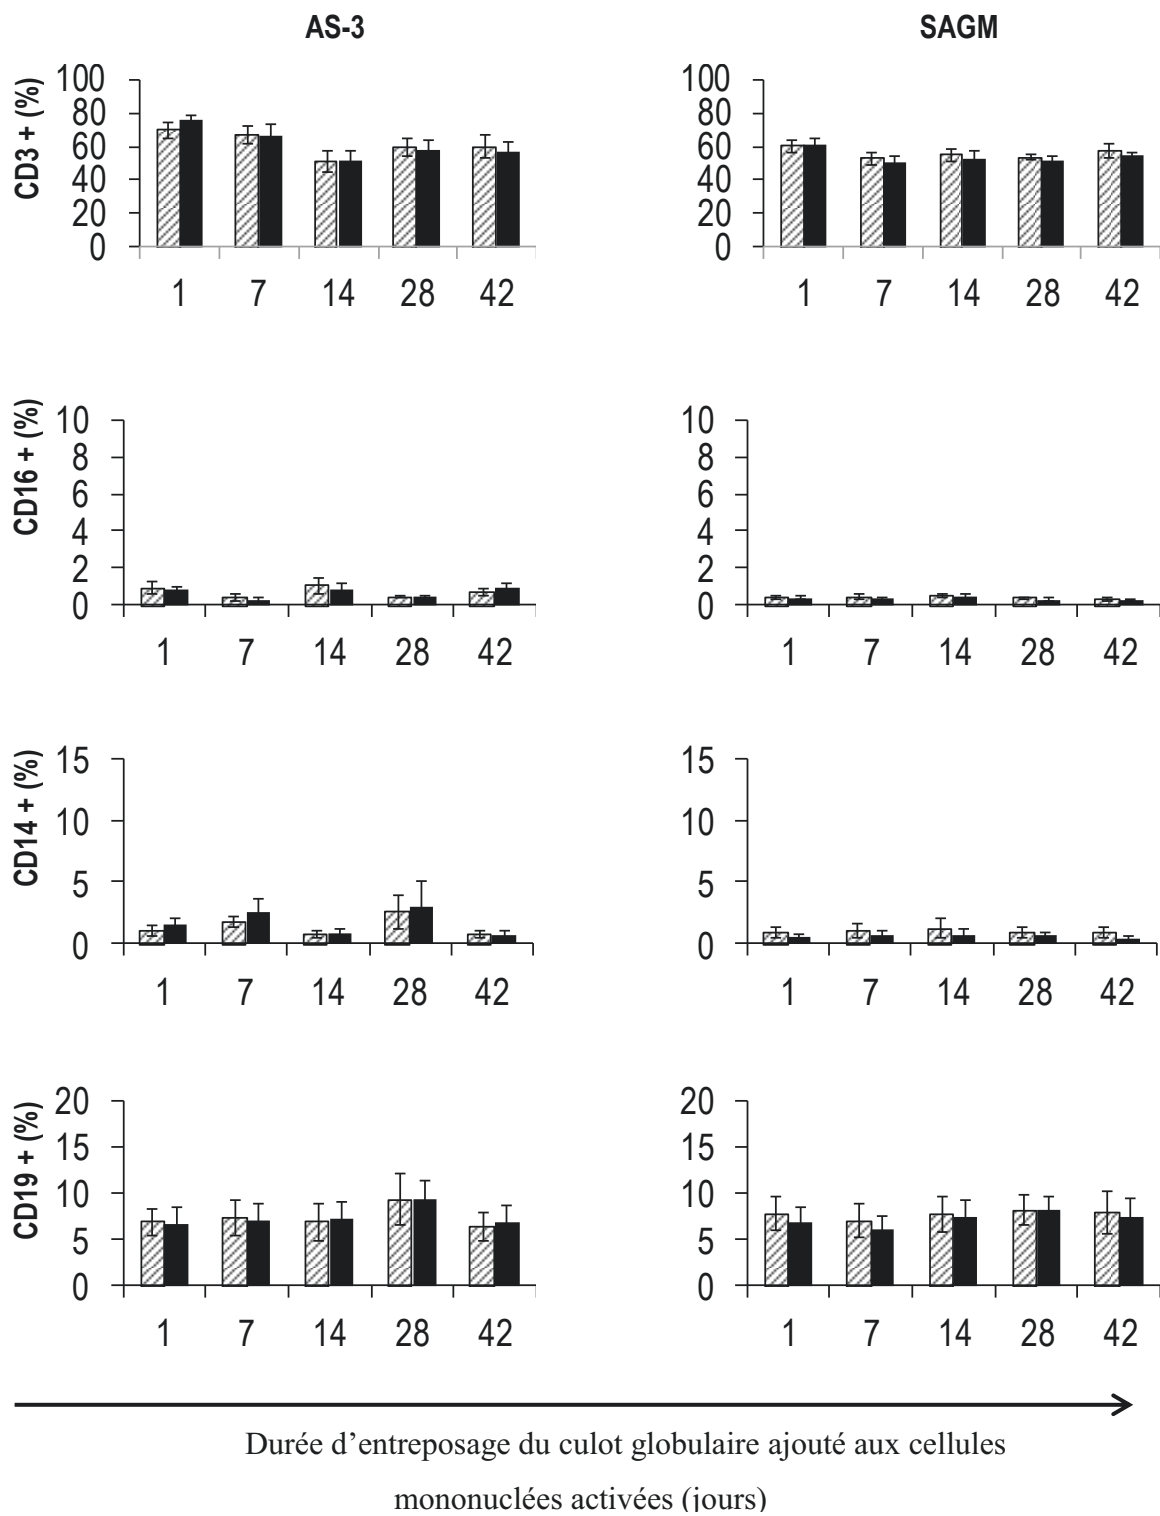 AS-3 SAGM
CD3 + (%)
100 100
80 80
60 60
40 40
20 20
0 0
1 7 14 28 42 1 7 14 28 42
CD16 + (%)
10 10
8 8
6 6
4 4
2 2
0 0
1 7 14 28 42 1 7 14 28 42
CD14 + (%)
15 15
10 10
5 5
0 0
1 7 14 28 42 1 7 14 28 42
CD19 + (%)
20 20
15 15
10 10
5 5
0 0
1 7 14 28 42 1 7 14 28 42
Durée d’entreposage du culot globulaire ajouté aux cellules
mononuclées activées (jours)